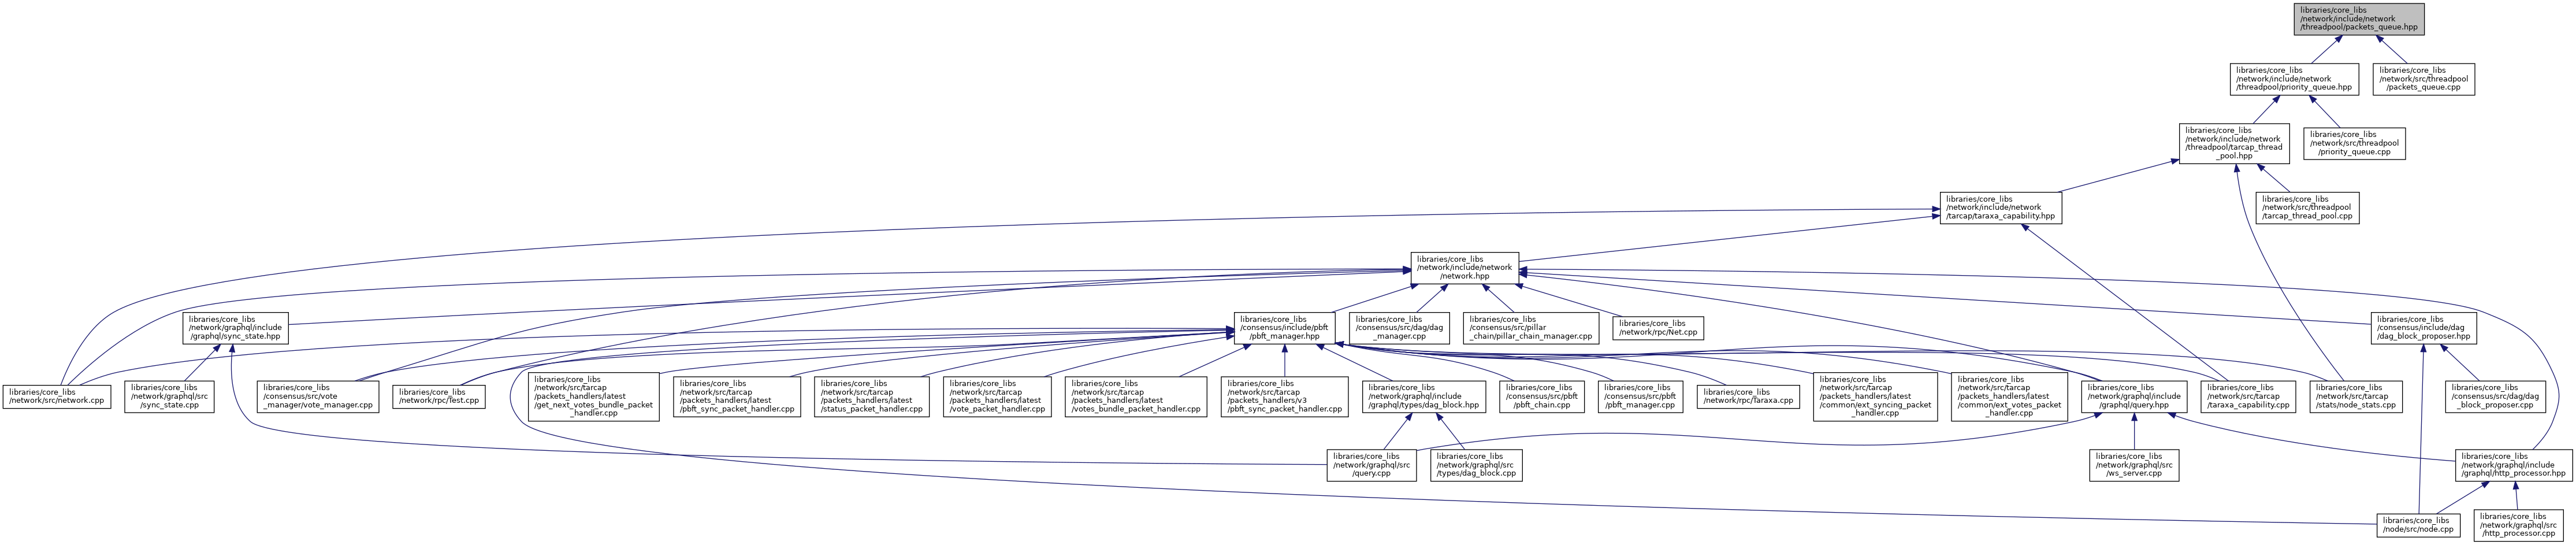 libraries/core_libs
/network/include/network
/threadpool/packets_queue.hpp
libraries/core_libs
/network/include/network
/threadpool/priority_queue.hpp
libraries/core_libs
/network/src/threadpool
/packets_queue.cpp
libraries/core_libs
/network/include/network
/threadpool/tarcap_thread
_pool.hpp
libraries/core_libs
/network/src/threadpool
/priority_queue.cpp
libraries/core_libs
/network/include/network
/tarcap/taraxa_capability.hpp
libraries/core_libs
/network/src/threadpool
/tarcap_thread_pool.cpp
libraries/core_libs
/network/include/network
/network.hpp
libraries/core_libs
/network/graphql/include
/graphql/sync_state.hpp
libraries/core_libs
/consensus/include/pbft
/pbft_manager.hpp
libraries/core_libs
/consensus/src/dag/dag
_manager.cpp
libraries/core_libs
/consensus/src/pillar
_chain/pillar_chain_manager.cpp
libraries/core_libs
/network/rpc/Net.cpp
libraries/core_libs
/consensus/include/dag
/dag_block_proposer.hpp
libraries/core_libs
/network/src/network.cpp
libraries/core_libs
/network/graphql/src
/sync_state.cpp
libraries/core_libs
/consensus/src/vote
_manager/vote_manager.cpp
libraries/core_libs
/network/rpc/Test.cpp
libraries/core_libs
/network/src/tarcap
/packets_handlers/latest
/get_next_votes_bundle_packet
_handler.cpp
libraries/core_libs
/network/src/tarcap
/packets_handlers/latest
/pbft_sync_packet_handler.cpp
libraries/core_libs
/network/src/tarcap
/packets_handlers/latest
/status_packet_handler.cpp
libraries/core_libs
/network/src/tarcap
/packets_handlers/latest
/vote_packet_handler.cpp
libraries/core_libs
/network/src/tarcap
/packets_handlers/latest
/votes_bundle_packet_handler.cpp
libraries/core_libs
/network/src/tarcap
/packets_handlers/v3
/pbft_sync_packet_handler.cpp
libraries/core_libs
/network/graphql/include
/graphql/types/dag_block.hpp
libraries/core_libs
/consensus/src/pbft
/pbft_chain.cpp
libraries/core_libs
/consensus/src/pbft
/pbft_manager.cpp
libraries/core_libs
/network/rpc/Taraxa.cpp
libraries/core_libs
/network/src/tarcap
/packets_handlers/latest
/common/ext_syncing_packet
_handler.cpp
libraries/core_libs
/network/src/tarcap
/packets_handlers/latest
/common/ext_votes_packet
_handler.cpp
libraries/core_libs
/network/graphql/include
/graphql/query.hpp
libraries/core_libs
/network/src/tarcap
/taraxa_capability.cpp
libraries/core_libs
/network/src/tarcap
/stats/node_stats.cpp
libraries/core_libs
/consensus/src/dag/dag
_block_proposer.cpp
libraries/core_libs
/network/graphql/src
/query.cpp
libraries/core_libs
/network/graphql/src
/types/dag_block.cpp
libraries/core_libs
/network/graphql/src
/ws_server.cpp
libraries/core_libs
/network/graphql/include
/graphql/http_processor.hpp
libraries/core_libs
/node/src/node.cpp
libraries/core_libs
/network/graphql/src
/http_processor.cpp